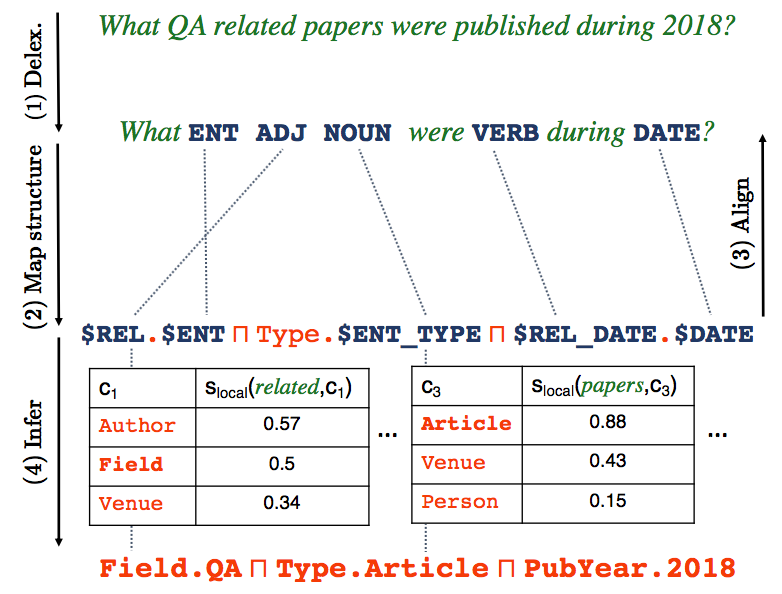 What QA related papers were published during 2018?
(1) Delex.
What ENT ADJ NOUN were VERB during DATE?
(2) Map structure
(3) Align
$REL.$ENT ⊓ Type.$ENT_TYPE ⊓ $REL_DATE.$DATE
(4) Infer
C1 Slocal(related,C1)
Author 0.57
Field 0.5
Venue 0.34
...
C3 Slocal(papers,C3)
Article 0.88
Venue 0.43
Person 0.15
...
Field.QA ⊓ Type.Article ⊓ PubYear.2018